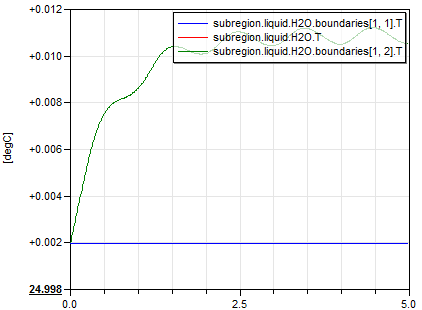 +0.012
subregion.liquid.H2O.boundaries[1, 1].T
subregion.liquid.H2O.T
subregion.liquid.H2O.boundaries[1, 2].T
+0.010
+0.008
[degC]
+0.006
+0.004
+0.002
24.998
0.0 2.5 5.0